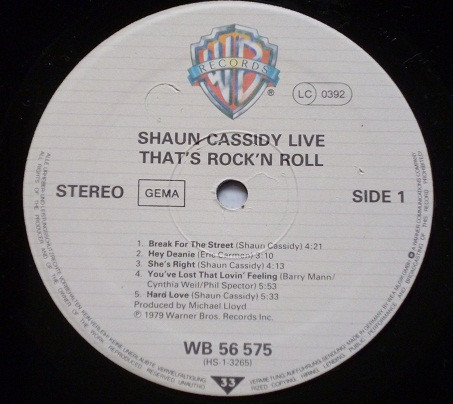 WB
RECORDS
®
LC 0392
SHAUN CASSIDY LIVE
THAT'S ROCK'N ROLL
STEREO GEMA SIDE 1
1. Break For The Street (Shaun Cassidy) 4:21
2. Hey Deanie (Eric Carmen) 3:10
3. She's Right (Shaun Cassidy) 4:13
4. You've Lost That Lovin' Feeling (Barry Mann/
Cynthia Weil/Phil Spector) 5:53
5. Hard Love (Shaun Cassidy) 5:33
Produced by Michael Lloyd
℗ 1979 Warner Bros. Records Inc.
WB 56 575
(HS-1-3265)
33